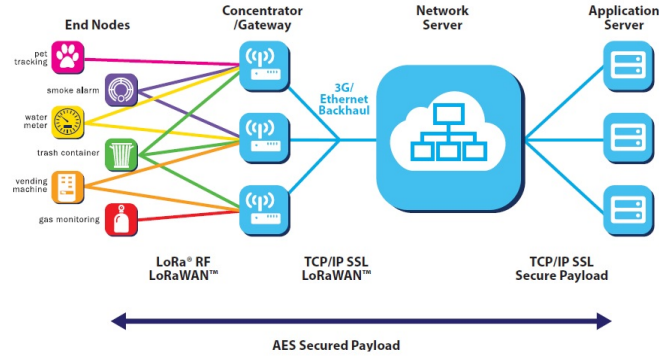 End Nodes
Concentrator
/Gateway
Network
Server
Application
Server
pet
tracking
smoke alarm
water
meter
trash container
vending
machine
gas monitoring
3G/
Ethernet
Backhaul
LoRa® RF
LoRaWAN™
TCP/IP SSL
LoRaWAN™
TCP/IP SSL
Secure Payload
AES Secured Payload